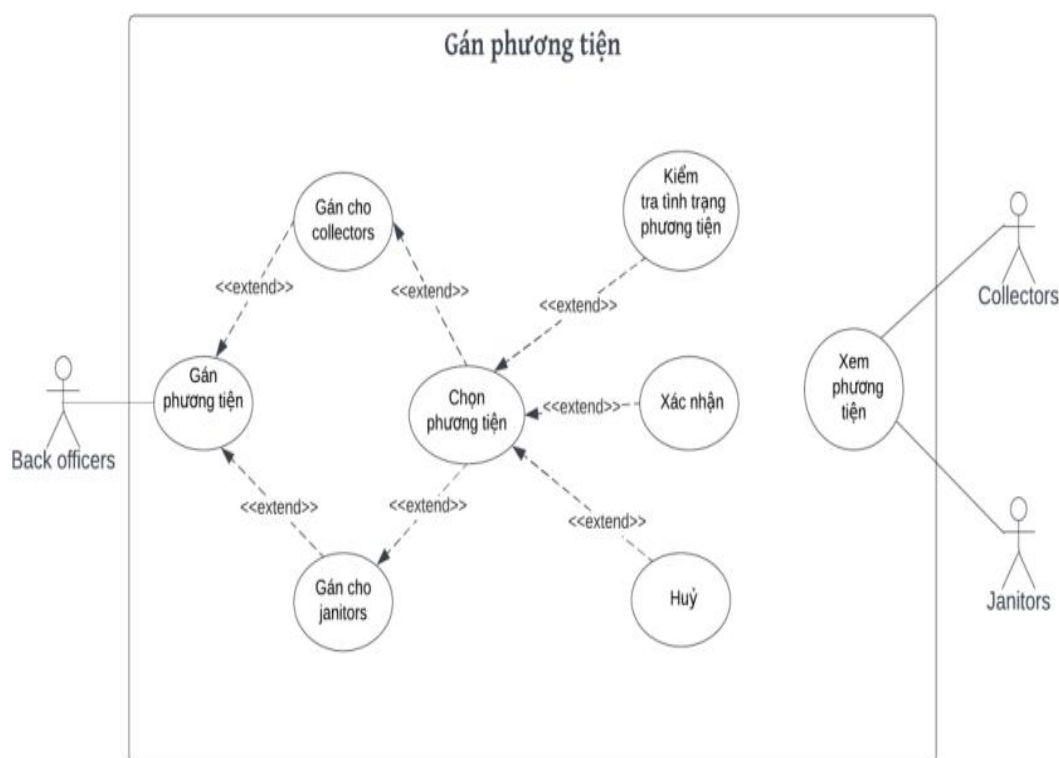 Gán phương tiện
Gán cho
collectors
Kiểm
tra tình trạng
phương tiện
<<extend>>
<<extend>>
<<extend>>
Collectors
Gán
phương tiện
Chọn
phương tiện
<<extend>>
Xác nhận
Xem
phương
tiện
Back officers
<<extend>>
<<extend>>
<<extend>>
Gán cho
janitors
Huỷ
Janitors